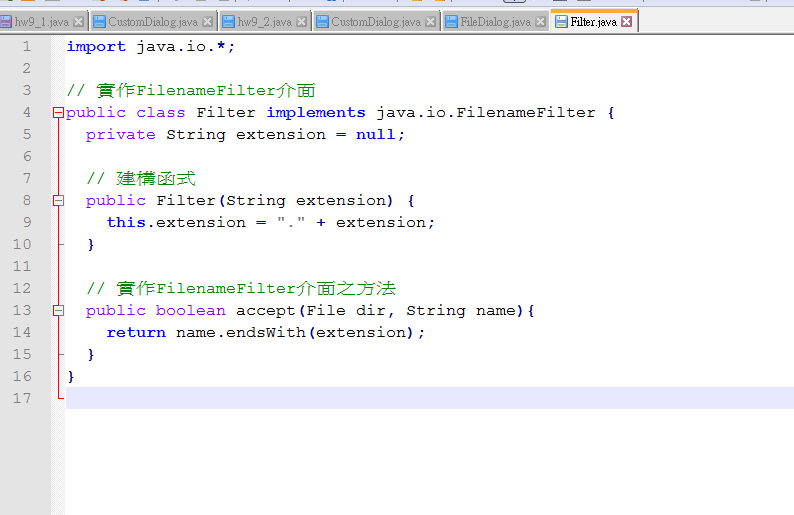 hw9_1.java CustomDialog.java hw9_2.java CustomDialog.java FileDialog.java Filter.java
1 import java.io.*;
2
3 // 實作FilenameFilter介面
4 public class Filter implements java.io.FilenameFilter {
5 private String extension = null;
6
7 // 建構函式
8 public Filter(String extension) {
9 this.extension = "." + extension;
10 }
11
12 // 實作FilenameFilter介面之方法
13 public boolean accept(File dir, String name){
14 return name.endsWith(extension);
15 }
16 }
17